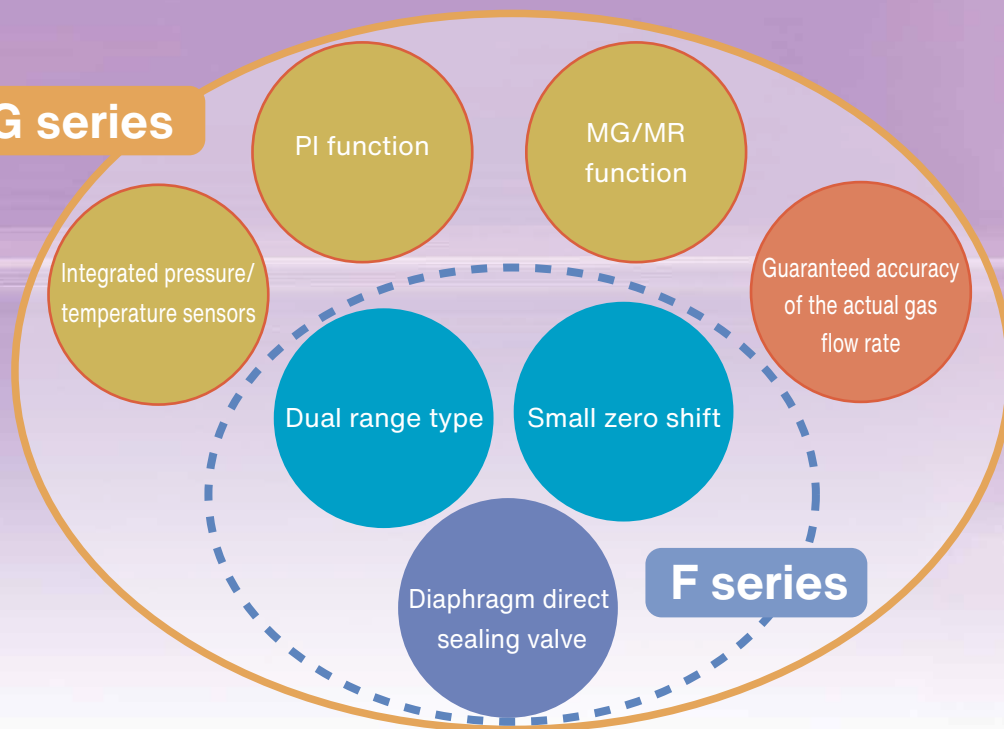 G series
PI function
MG/MR
function
Integrated pressure/
temperature sensors
Guaranteed accuracy
of the actual gas
flow rate
Dual range type
Small zero shift
Diaphragm direct
sealing valve
F series